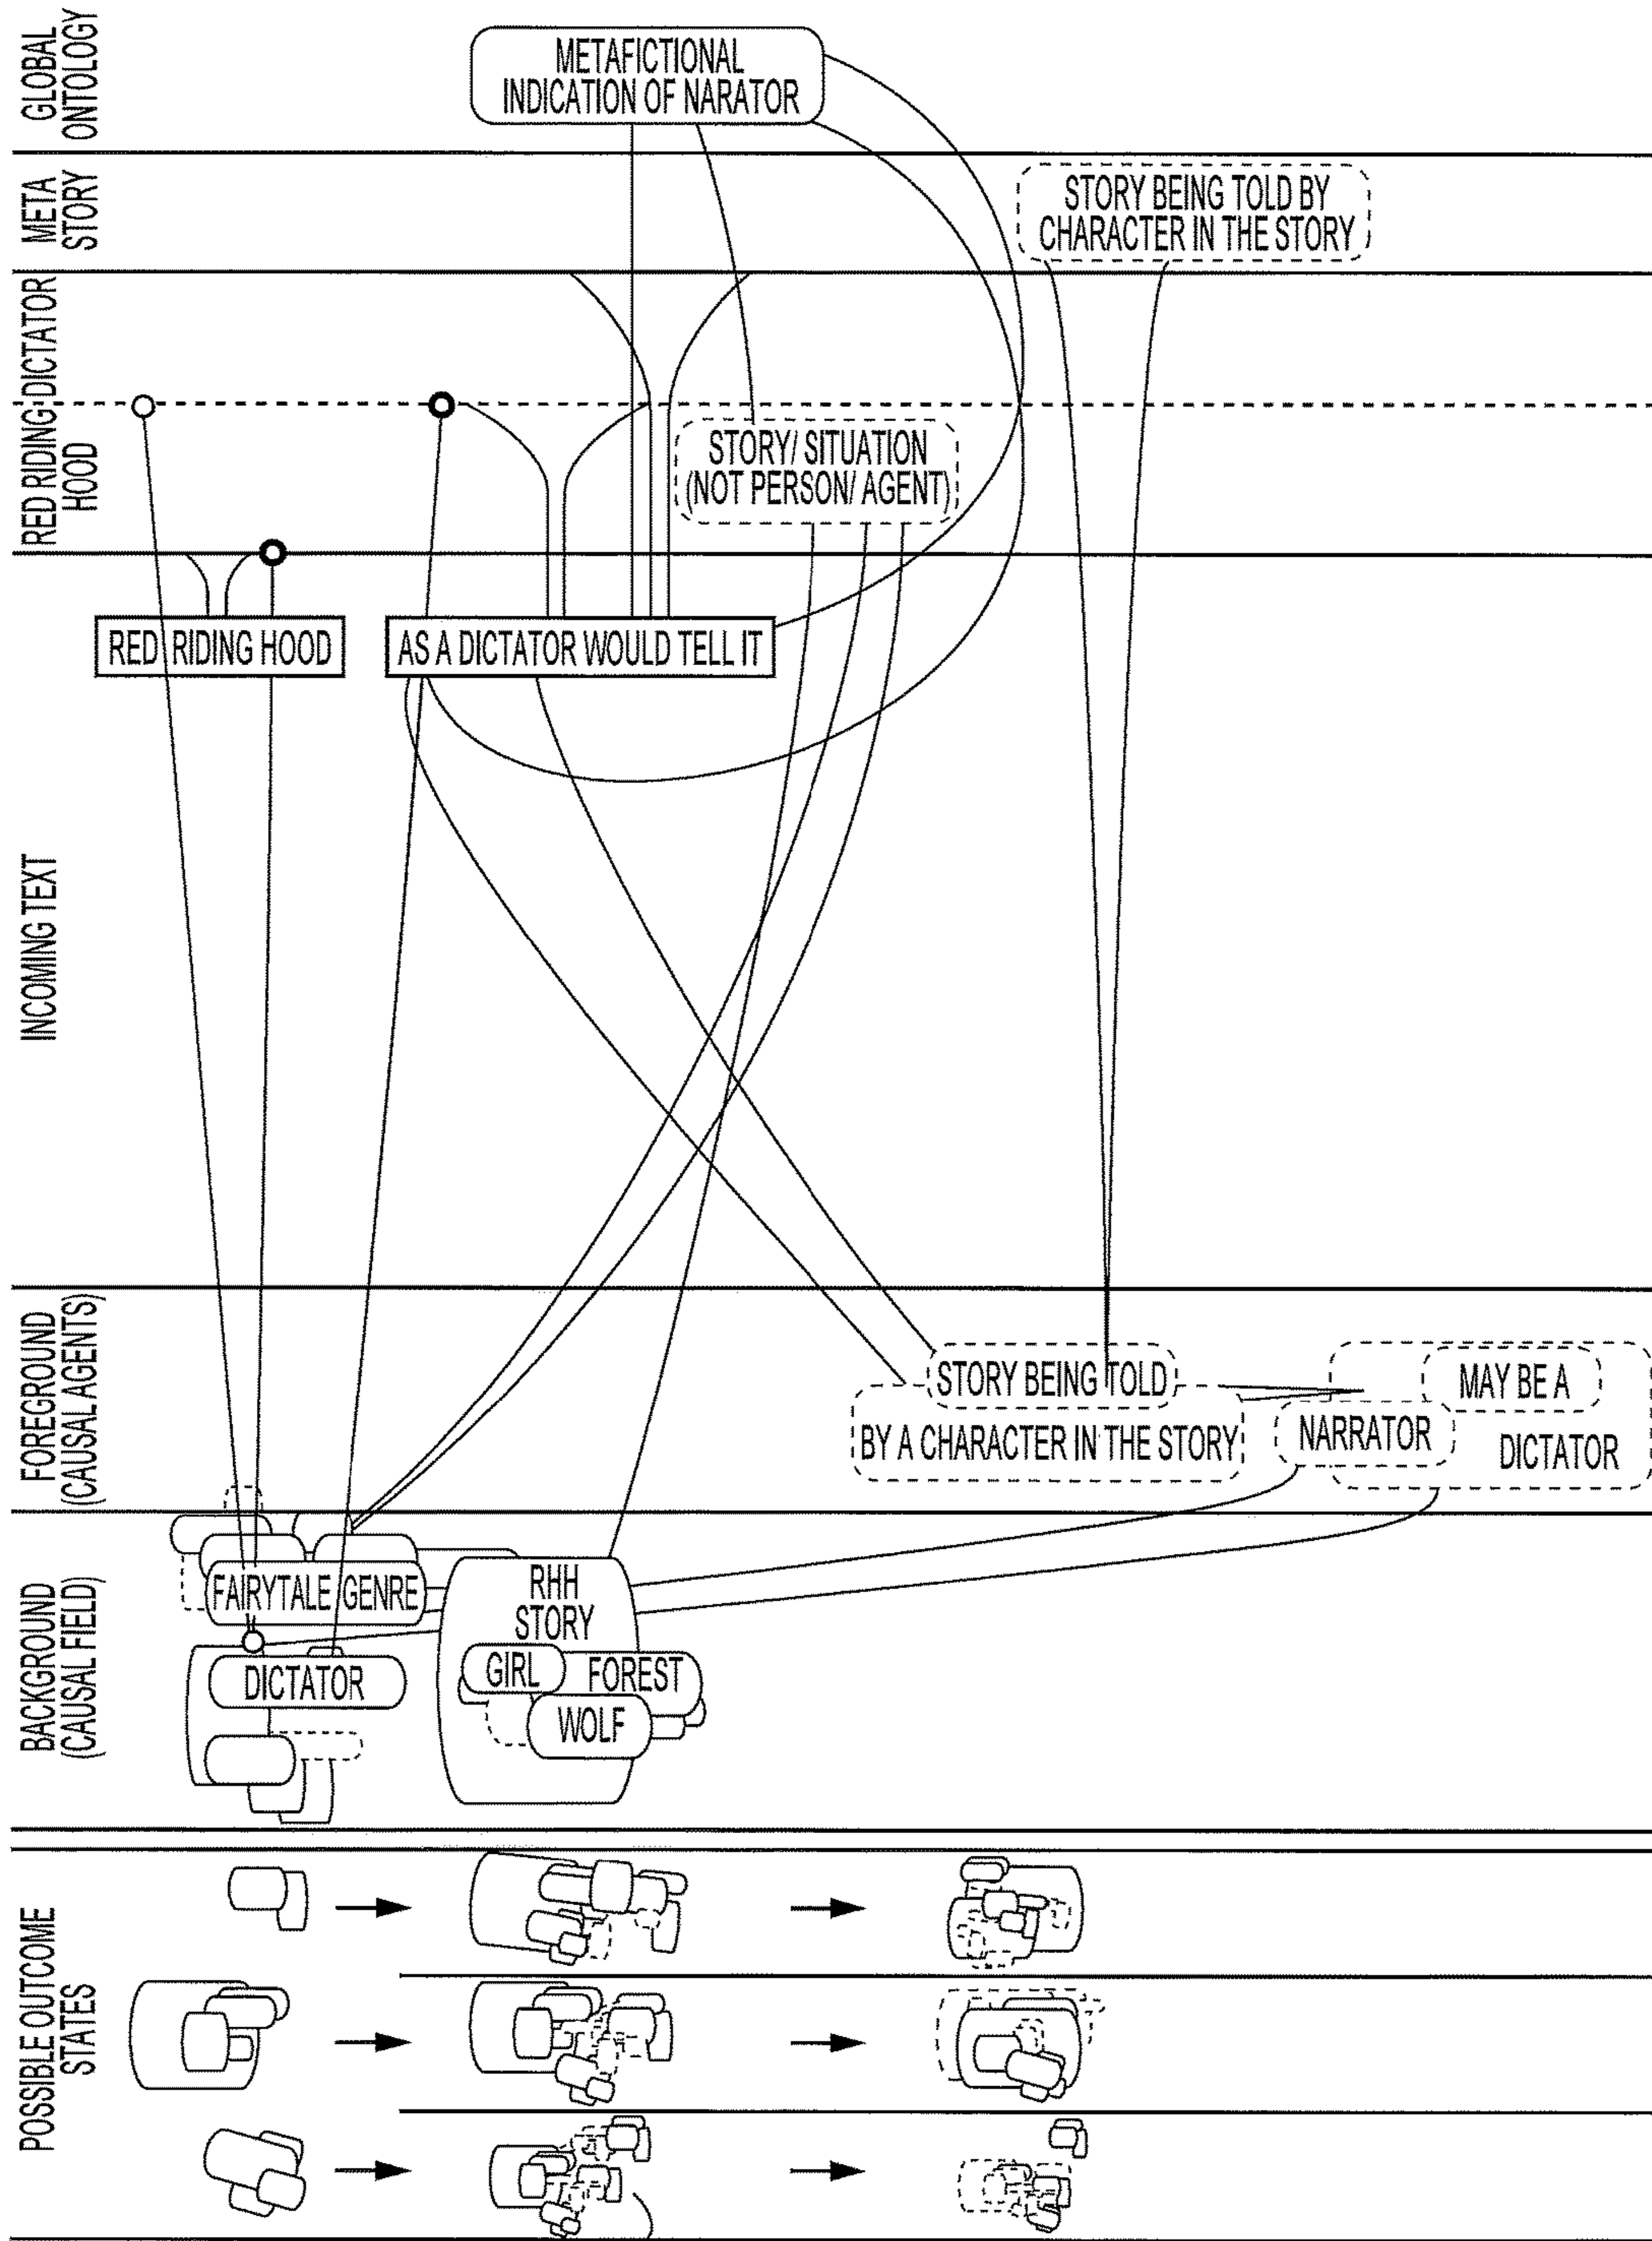 GLOBAL
ONTOLOGY
METAFICTIONAL
INDICATION OF NARATOR
META
STORY
STORY BEING TOLD BY
CHARACTER IN THE STORY
DICTATOR
RED RIDING
HOOD
STORY/ SITUATION
(NOT PERSON/ AGENT)
INCOMING TEXT
RED RIDING HOOD
AS A DICTATOR WOULD TELL IT
FOREGROUND
(CAUSAL AGENTS)
STORY BEING TOLD
BY A CHARACTER IN THE STORY
MAY BE A
NARRATOR
DICTATOR
BACKGROUND
(CAUSAL FIELD)
FAIRYTALE GENRE
DICTATOR
RHH
STORY
GIRL
FOREST
WOLF
POSSIBLE OUTCOME
STATES